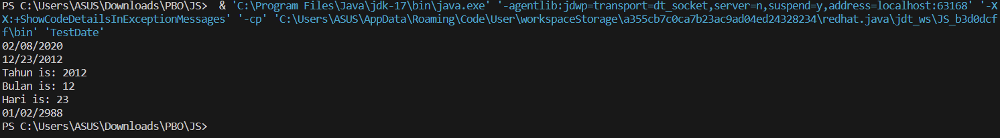 PS C:\Users\ASUS\Downloads\PBO\JS>  & 'C:\Program Files\Java\jdk-17\bin\java.exe' '-agentlib:jdwp=transport=dt_socket,server=n,suspend=y,address=localhost:63168' '-X
X:+ShowCodeDetailsInExceptionMessages' '-cp' 'C:\Users\ASUS\AppData\Roaming\Code\User\workspaceStorage\a355cb7c0ca7b23ac9ad04ed24328234\redhat.java\jdt_ws\JS_b3d0dcf
f\bin' 'TestDate'
02/08/2020
12/23/2012
Tahun is: 2012
Bulan is: 12
Hari is: 23
01/02/2988
PS C:\Users\ASUS\Downloads\PBO\JS>